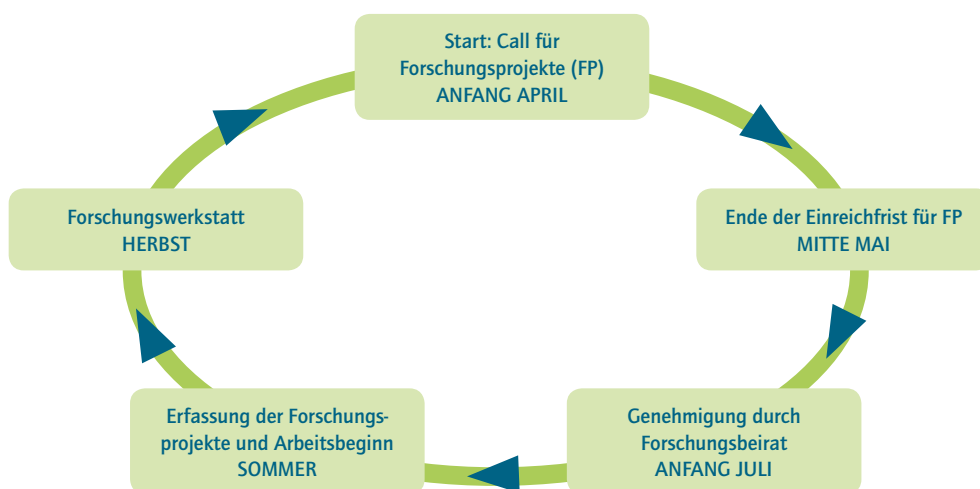 Start: Call für
Forschungsprojekte (FP)
ANFANG APRIL
Ende der Einreichfrist für FP
MITTE MAI
Genehmigung durch
Forschungsbeirat
ANFANG JULI
Erfassung der Forschungs-
projekte und Arbeitsbeginn
SOMMER
Forschungswerkstatt
HERBST